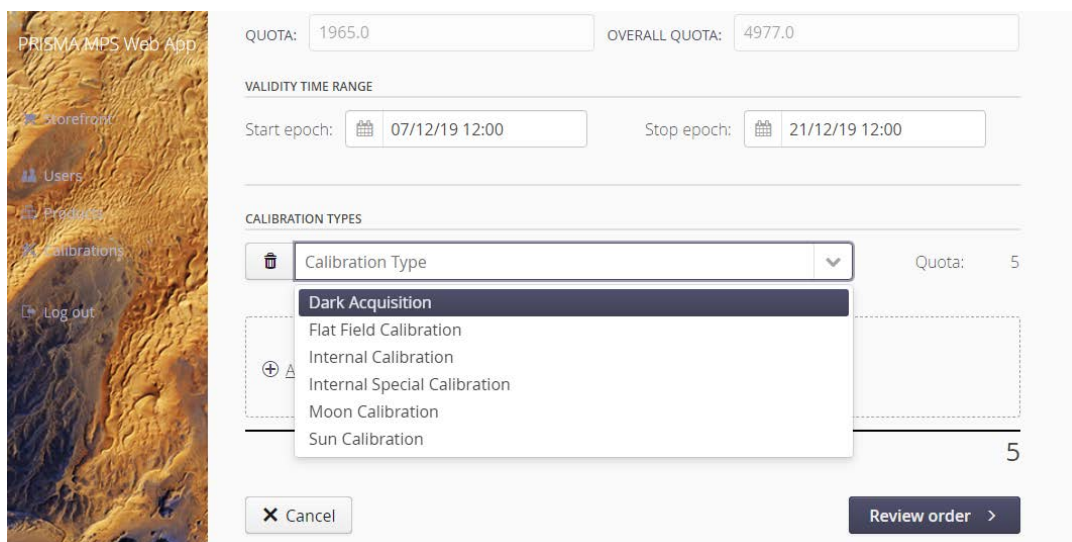 PRISMA MPS Web App
Storefront
Users
Products
Calibrations
Log out
QUOTA: 1965.0 OVERALL QUOTA: 4977.0
VALIDITY TIME RANGE
Start epoch: 07/12/19 12:00 Stop epoch: 21/12/19 12:00
CALIBRATION TYPES
Calibration Type Quota: 5
Dark Acquisition
Flat Field Calibration
Internal Calibration
Internal Special Calibration
Moon Calibration
Sun Calibration
A
5
Cancel Review order